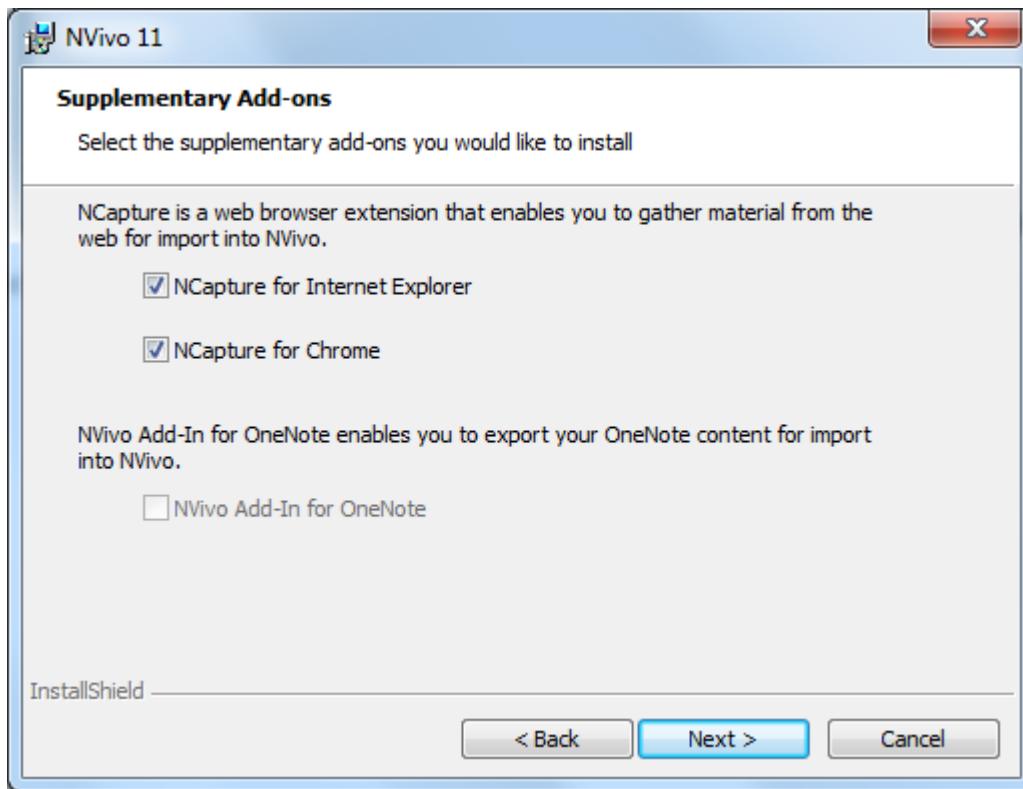 NVivo 11
Supplementary Add-ons
Select the supplementary add-ons you would like to install
NCapture is a web browser extension that enables you to gather material from the
web for import into NVivo.
NCapture for Internet Explorer
NCapture for Chrome
NVivo Add-In for OneNote enables you to export your OneNote content for import
into NVivo.
NVivo Add-In for OneNote
InstallShield
< Back
Next >
Cancel